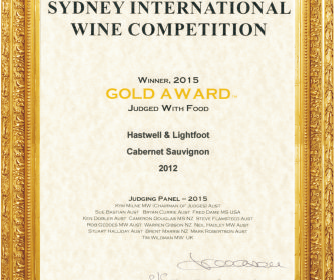 SYDNEY INTERNATIONAL
WINE COMPETITION
WINNER, 2015
GOLD AWARD
JUDGED WITH FOOD
Hastwell & Lightfoot
Cabernet Sauvignon
2012
JUDGING PANEL – 2015
KYM MILNE MW (CHAIRMAN OF JUDGES) AUST
SUE BASTIAN AUST BRYAN CURRIE AUST FRED DAME MS USA
KEN DOBLER AUST CAMERON DOUGLAS MS NZ STEVE FLAMSTEED AUST
ROB GEDDES MW AUST WARREN GIBSON NZ NEIL HADLEY MW AUST
STUART HALLIDAY AUST BRENT MARRIS NZ MARK ROBERTSON AUST
TIM WILDMAN MW UK